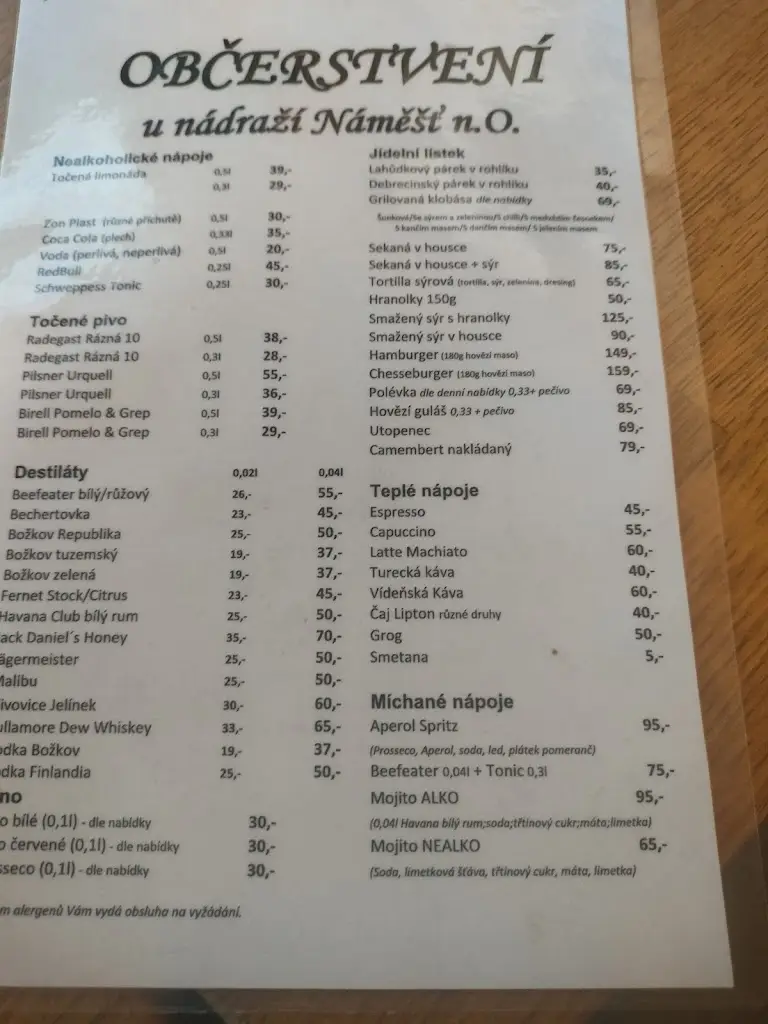 OBČERSTVENÍ
u nádraží Náměšť n.O.
Nealkoholické nápoje
Točená limonáda 0,5l 39,-
0,3l 29,-
Zon Plast (různé příchutě) 0,5l 30,-
Coca Cola (plech) 0,33l 35,-
Voda (perlivá, neperlivá) 0,5l 20,-
RedBull 0,25l 45,-
Schweppess Tonic 0,25l 30,-
Točené pivo
Radegast Rázná 10 0,5l 38,-
Radegast Rázná 10 0,3l 28,-
Pilsner Urquell 0,5l 55,-
Pilsner Urquell 0,3l 36,-
Birell Pomelo & Grep 0,5l 39,-
Birell Pomelo & Grep 0,3l 29,-
Destiláty 0,02l 0,04l
Beefeater bílý/růžový 26,- 55,-
Bechertovka 23,- 45,-
Božkov Republika 25,- 50,-
Božkov tuzemský 19,- 37,-
Božkov zelená 19,- 37,-
Fernet Stock/Citrus 23,- 45,-
Havana Club bílý rum 25,- 50,-
ack Daniel´s Honey 35,- 70,-
ägermeister 25,- 50,-
Malibu 25,- 50,-
ivovice Jelínek 30,- 60,-
ullamore Dew Whiskey 33,- 65,-
odka Božkov 19,- 37,-
dka Finlandia 25,- 50,-
no
o bílé (0,1l) - dle nabídky 30,-
o červené (0,1l) - dle nabídky 30,-
sseco (0,1l) - dle nabídky 30,-
m alergenů Vám vydá obsluha na vyžádání.
Jídelní lístek
Lahůdkový párek v rohlíku 35,-
Debrecínský párek v rohlíku 40,-
Grilovaná klobása dle nabídky 69,-
Šunková/Se sýrem a zeleninou/S chilli/S medvědím česnekem/
S kančím masem/S dančím masem/ S jelením masem
Sekaná v housce 75,-
Sekaná v housce + sýr 85,-
Tortilla sýrová (tortilla, sýr, zelenina, dresing) 65,-
Hranolky 150g 50,-
Smažený sýr s hranolky 125,-
Smažený sýr v housce 90,-
Hamburger (180g hovězí maso) 149,-
Chesseburger (180g hovězí maso) 159,-
Polévka dle denní nabídky 0,33+ pečivo 69,-
Hovězí guláš 0,33 + pečivo 85,-
Utopenec 69,-
Camembert nakládaný 79,-
Teplé nápoje
Espresso 45,-
Capuccino 55,-
Latte Machiato 60,-
Turecká káva 40,-
Vídeňská Káva 60,-
Čaj Lipton různé druhy 40,-
Grog 50,-
Smetana 5,-
Míchané nápoje
Aperol Spritz 95,-
(Prosseco, Aperol, soda, led, plátek pomeranč)
Beefeater 0,04l + Tonic 0,3l 75,-
Mojito ALKO 95,-
(0,04l Havana bílý rum;soda;třtinový cukr;máta;limetka)
Mojito NEALKO 65,-
(Soda, limetková šťáva, třtinový cukr, máta, limetka)